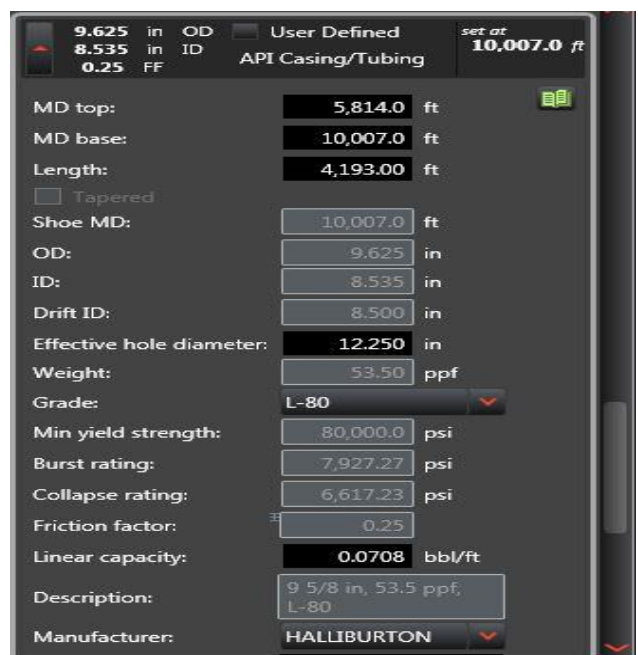 9.625 in OD User Defined set at
8.535 in ID API Casing/Tubing 10,007.0 ft
0.25 FF
MD top: 5,814.0 ft
MD base: 10,007.0 ft
Length: 4,193.00 ft
Tapered
Shoe MD: 10,007.0 ft
OD: 9.625 in
ID: 8.535 in
Drift ID: 8.500 in
Effective hole diameter: 12.250 in
Weight: 53.50 ppf
Grade: L-80
Min yield strength: 80,000.0 psi
Burst rating: 7,927.27 psi
Collapse rating: 6,617.23 psi
Friction factor: 0.25
Linear capacity: 0.0708 bbl/ft
Description: 9 5/8 in, 53.5 ppf,
L-80
Manufacturer: HALLIBURTON